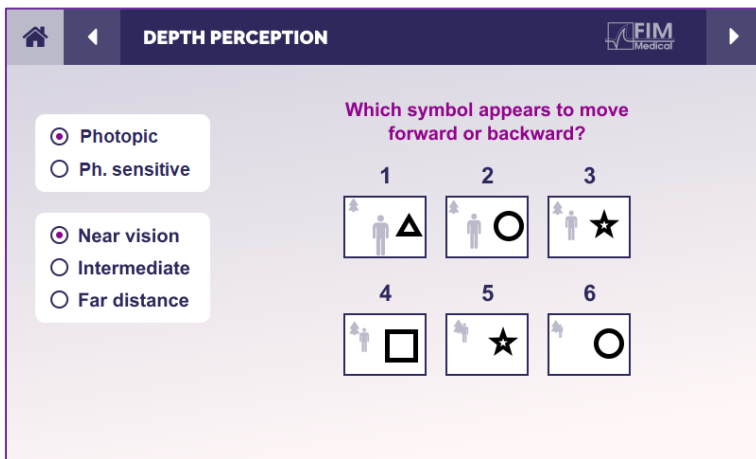 DEPTH PERCEPTION
FIM
Medical
Photopic
Ph. sensitive
Near vision
Intermediate
Far distance
Which symbol appears to move
forward or backward?
1 2 3
4 5 6